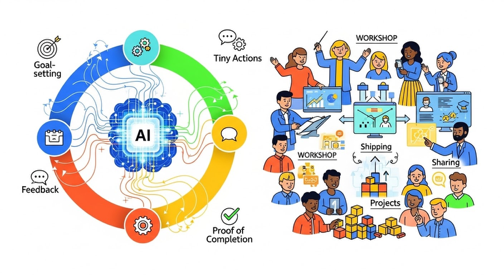 Goal-
setting
Tiny Actions
AI
Feedback
Proof of
Completion
WORKSHOP
Shipping
WORKSHOP
Sharing
Projects